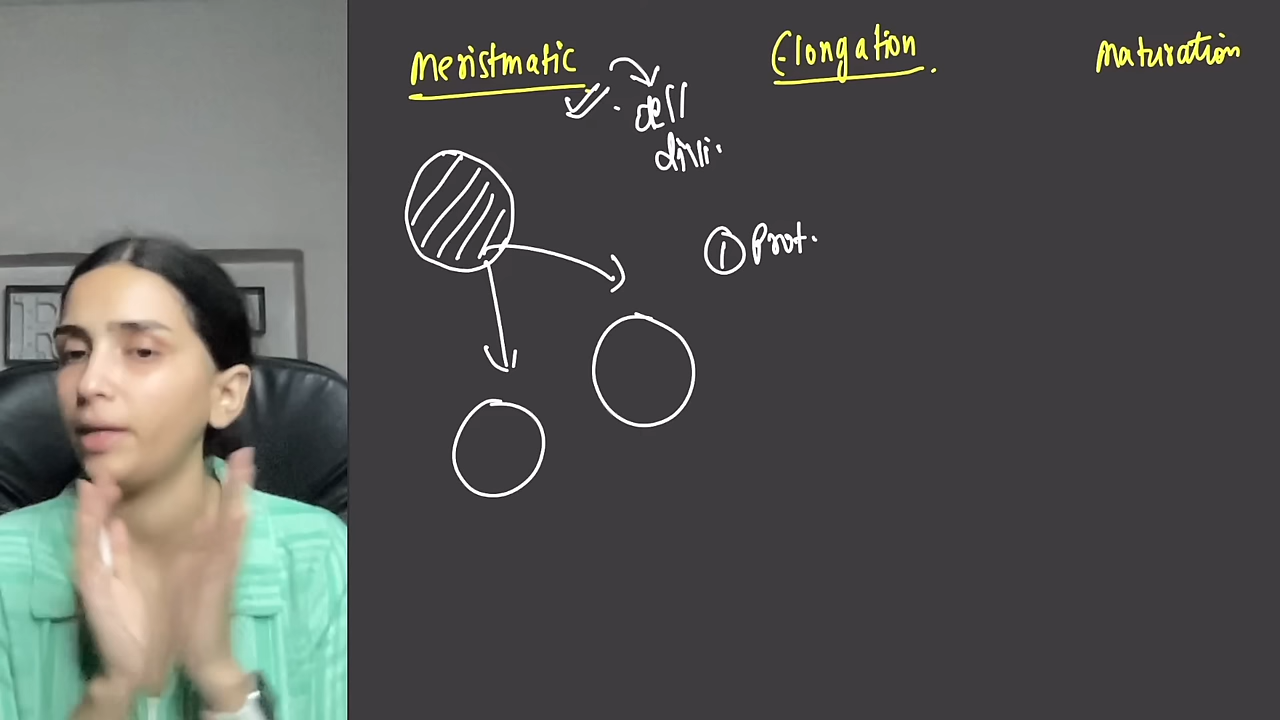 Meristmatic
Elongation.
Maturation
cell
divi.
① Prot.